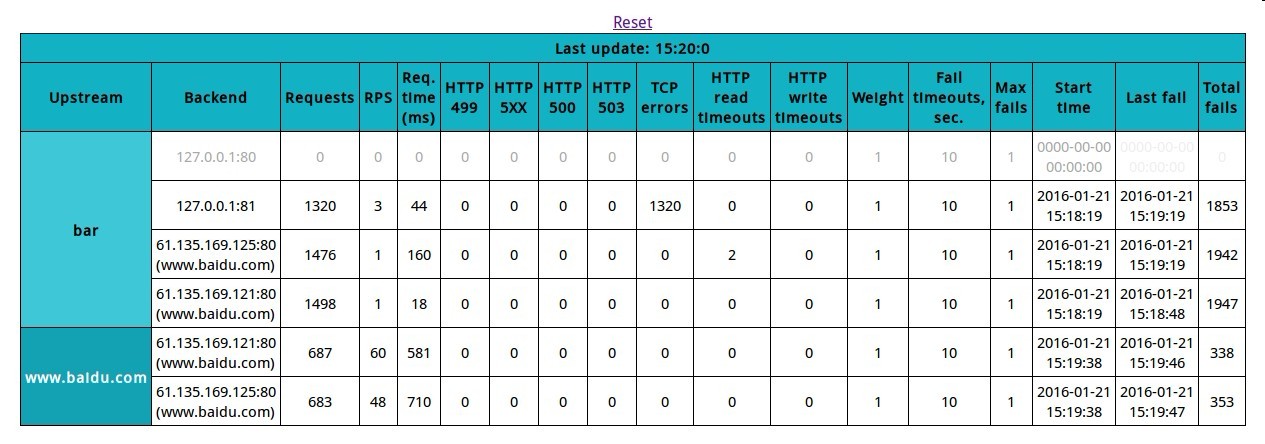 Reset
Last update: 15:20:0
Upstream Backend Requests RPS Req. time (ms) HTTP 499 HTTP 5XX HTTP 500 HTTP 503 TCP errors HTTP read timeouts HTTP write timeouts Weight Fail timeouts, sec. Max fails Start time Last fail Total fails
bar
127.0.0.1:80 0 0 0 0 0 0 0 0 0 0 1 10 1 0000-00-00 00:00:00 0000-00-00 00:00:00 0
127.0.0.1:81 1320 3 44 0 0 0 0 1320 0 0 1 10 1 2016-01-21 15:18:19 2016-01-21 15:19:19 1853
61.135.169.125:80 (www.baidu.com) 1476 1 160 0 0 0 0 0 2 0 1 10 1 2016-01-21 15:18:19 2016-01-21 15:19:19 1942
61.135.169.121:80 (www.baidu.com) 1498 1 18 0 0 0 0 0 0 0 1 10 1 2016-01-21 15:18:19 2016-01-21 15:18:48 1947
www.baidu.com
61.135.169.121:80 (www.baidu.com) 687 60 581 0 0 0 0 0 0 0 1 10 1 2016-01-21 15:19:38 2016-01-21 15:19:46 338
61.135.169.125:80 (www.baidu.com) 683 48 710 0 0 0 0 0 0 0 1 10 1 2016-01-21 15:19:38 2016-01-21 15:19:47 353